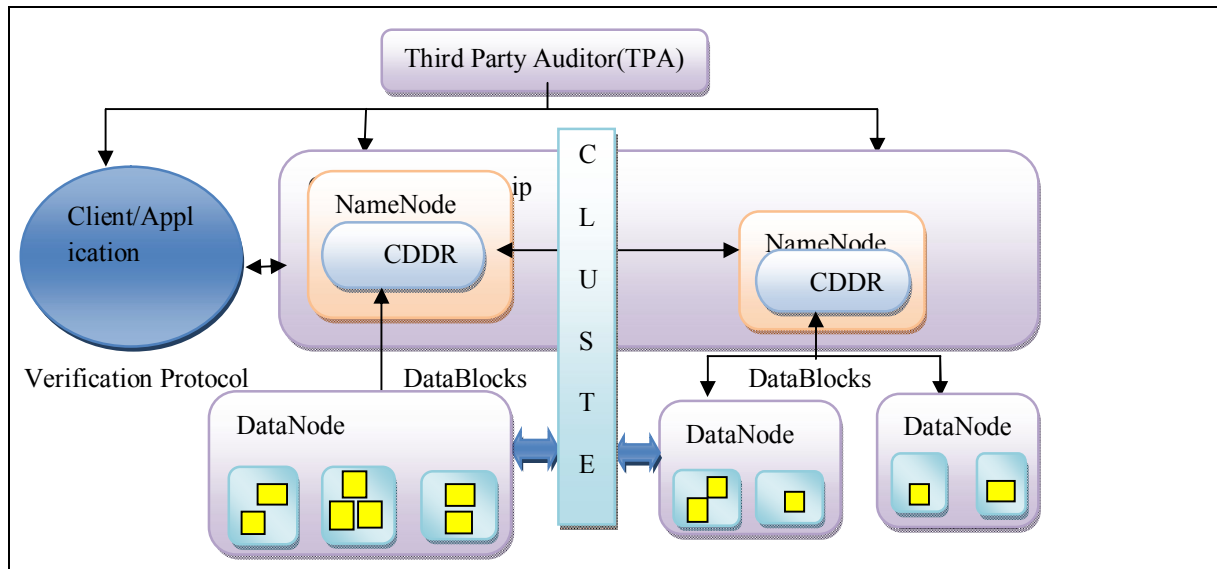 Third Party Auditor(TPA)
C
L
U
S
T
E
ip
Client/Appl
ication
NameNode
CDDR
NameNode
CDDR
Verification Protocol
DataBlocks
DataBlocks
DataNode
DataNode
DataNode